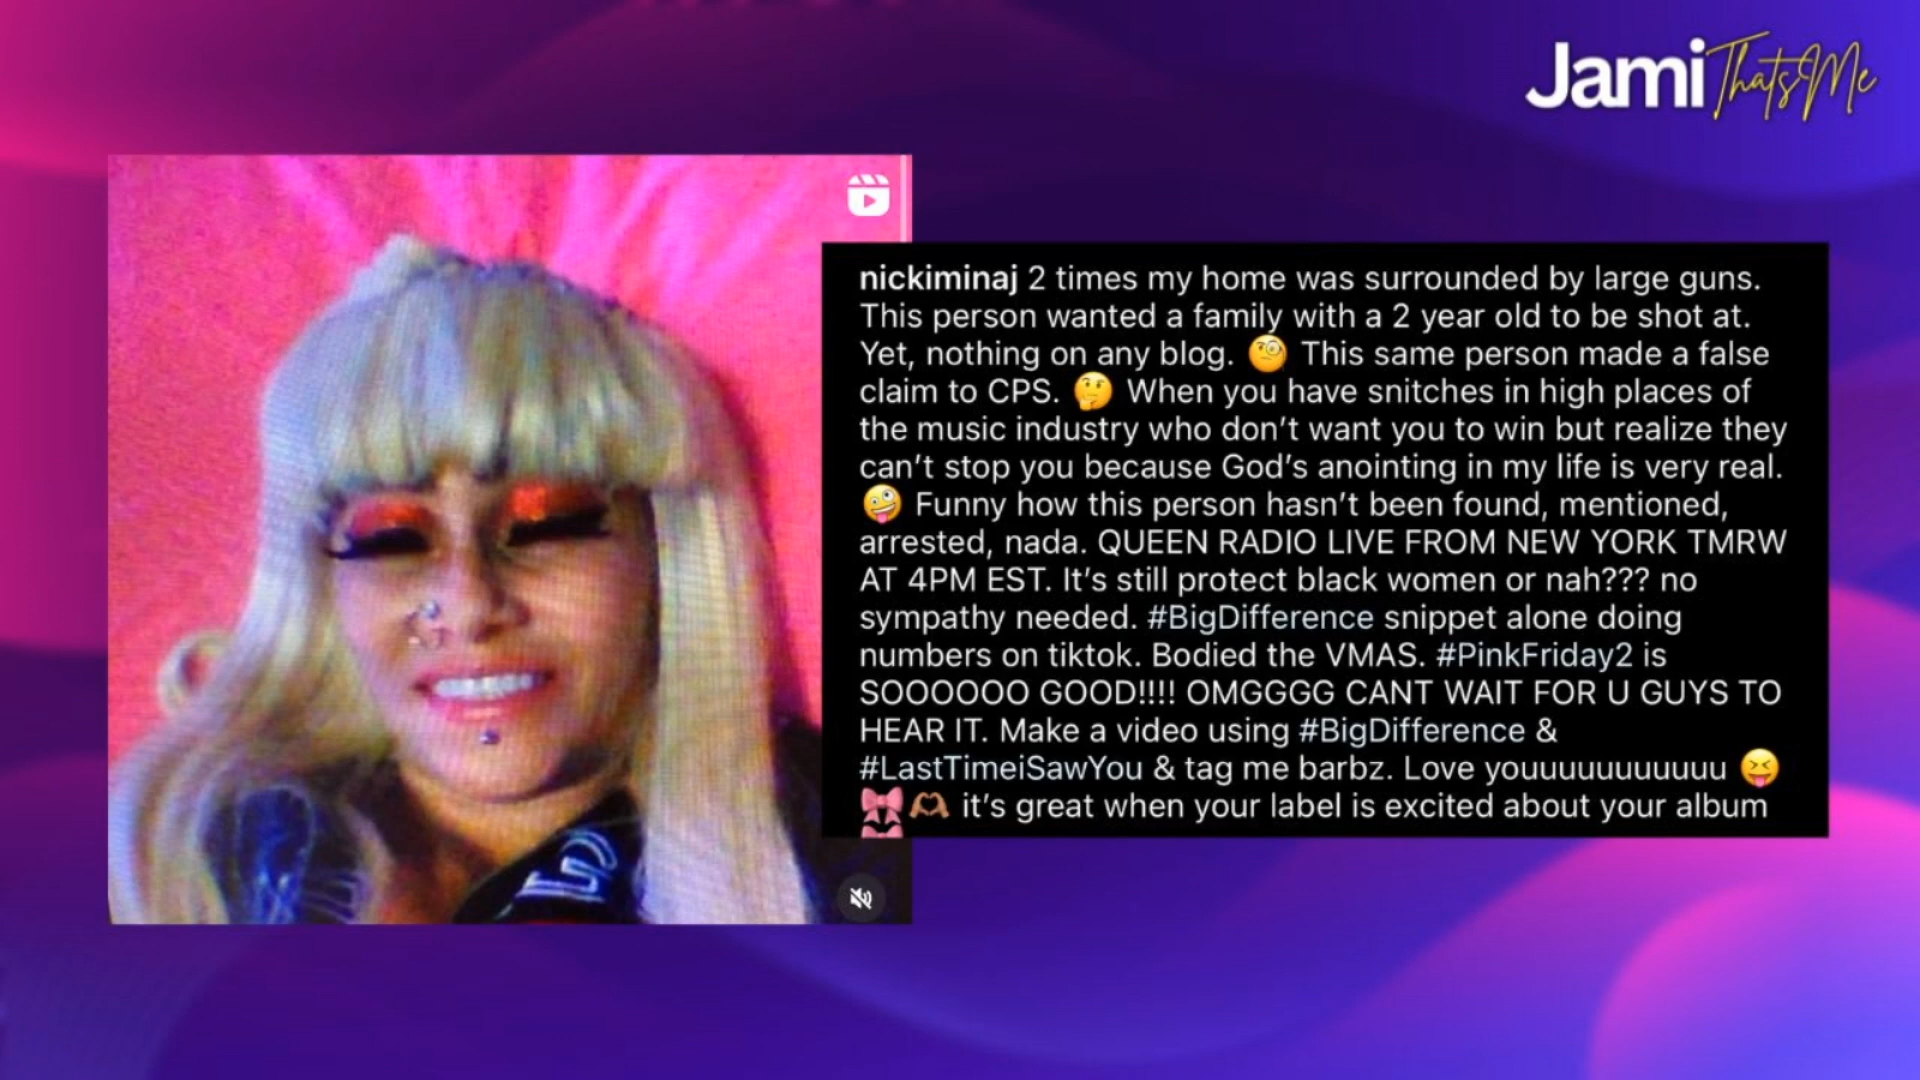 Jami ThatsMe
nickiminaj 2 times my home was surrounded by large guns.
This person wanted a family with a 2 year old to be shot at.
Yet, nothing on any blog. 🧐 This same person made a false
claim to CPS. 🤔 When you have snitches in high places of
the music industry who don't want you to win but realize they
can't stop you because God's anointing in my life is very real.
🤪 Funny how this person hasn't been found, mentioned,
arrested, nada. QUEEN RADIO LIVE FROM NEW YORK TMRW
AT 4PM EST. It's still protect black women or nah??? no
sympathy needed. #BigDifference snippet alone doing
numbers on tiktok. Bodied the VMAS. #PinkFriday2 is
SOOOOOO GOOD!!!! OMGGGG CANT WAIT FOR U GUYS TO
HEAR IT. Make a video using #BigDifference &
#LastTimeiSawYou & tag me barbz. Love youuuuuuuuuuu 😝
🎀🫶🏽 it's great when your label is excited about your album